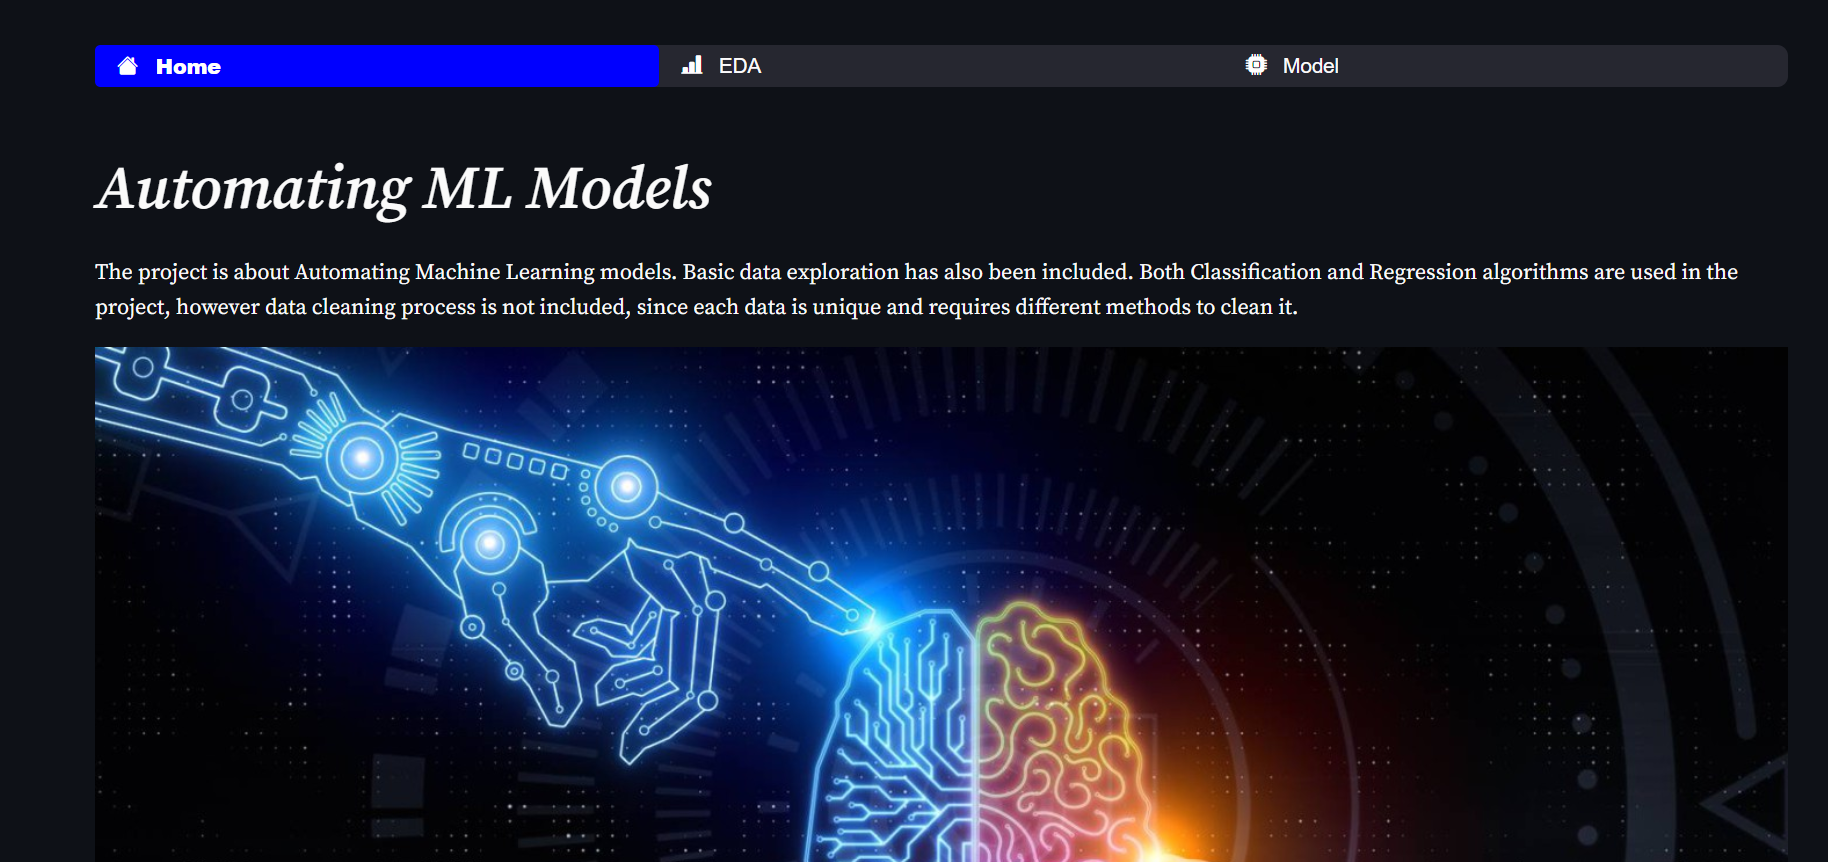 Home
EDA
Model
Automating ML Models
The project is about Automating Machine Learning models. Basic data exploration has also been included. Both Classification and Regression algorithms are used in the
project, however data cleaning process is not included, since each data is unique and requires different methods to clean it.